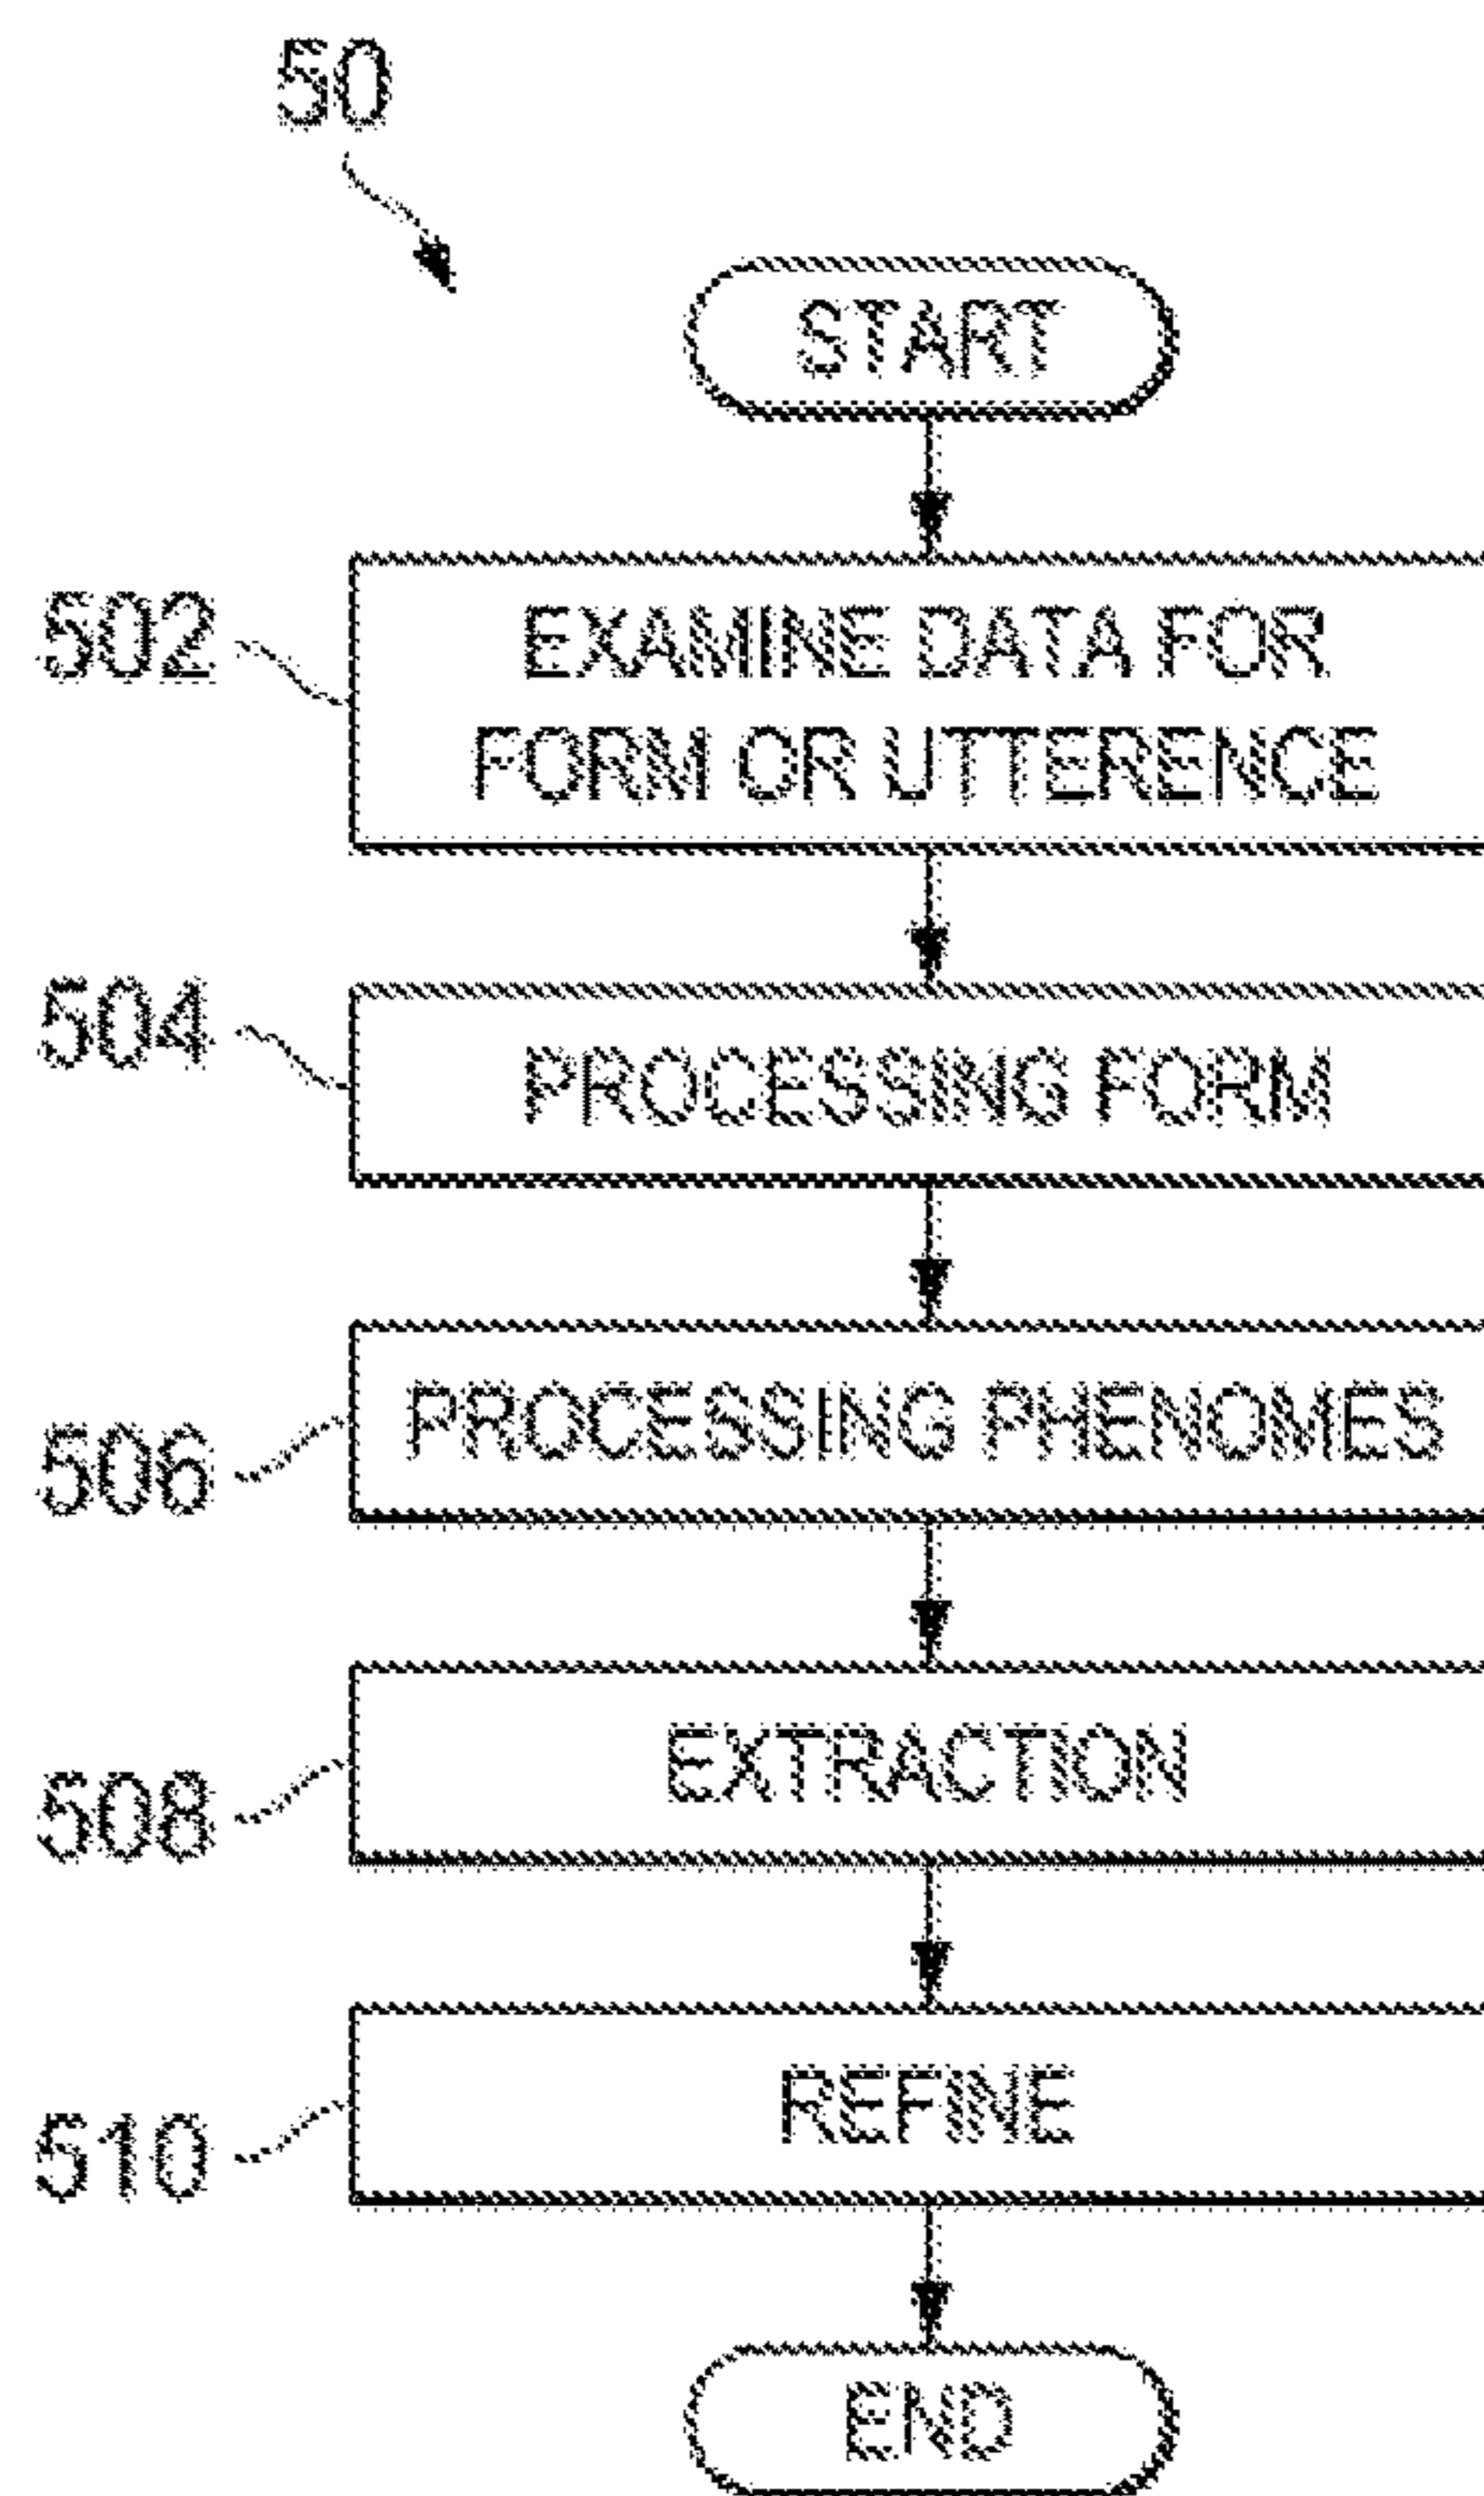 50
START
502
EXAMINE DATA FOR
FORM OR UTTERENCE
504
PROCESSING FORM
506
PROCESSING PHENOMES
508
EXTRACTION
510
REFINE
END